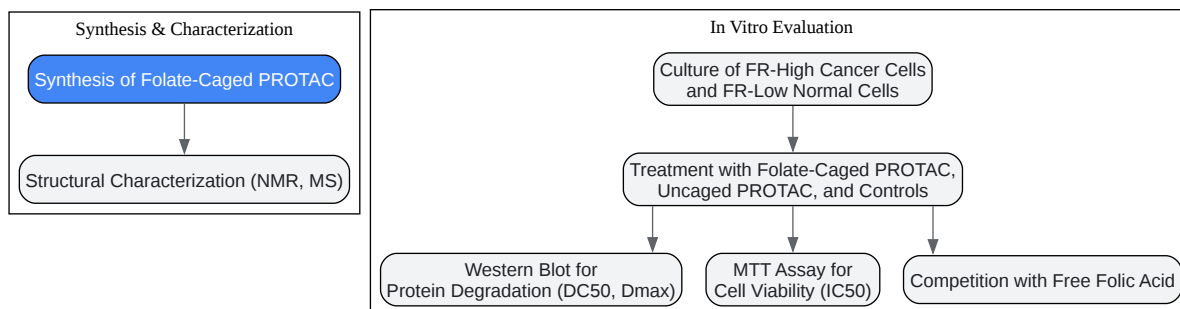 Synthesis & Characterization
Synthesis of Folate-Caged PROTAC
Structural Characterization (NMR, MS)
In Vitro Evaluation
Culture of FR-High Cancer Cells
and FR-Low Normal Cells
Treatment with Folate-Caged PROTAC,
Uncaged PROTAC, and Controls
Western Blot for
Protein Degradation (DC50, Dmax)
MTT Assay for
Cell Viability (IC50)
Competition with Free Folic Acid